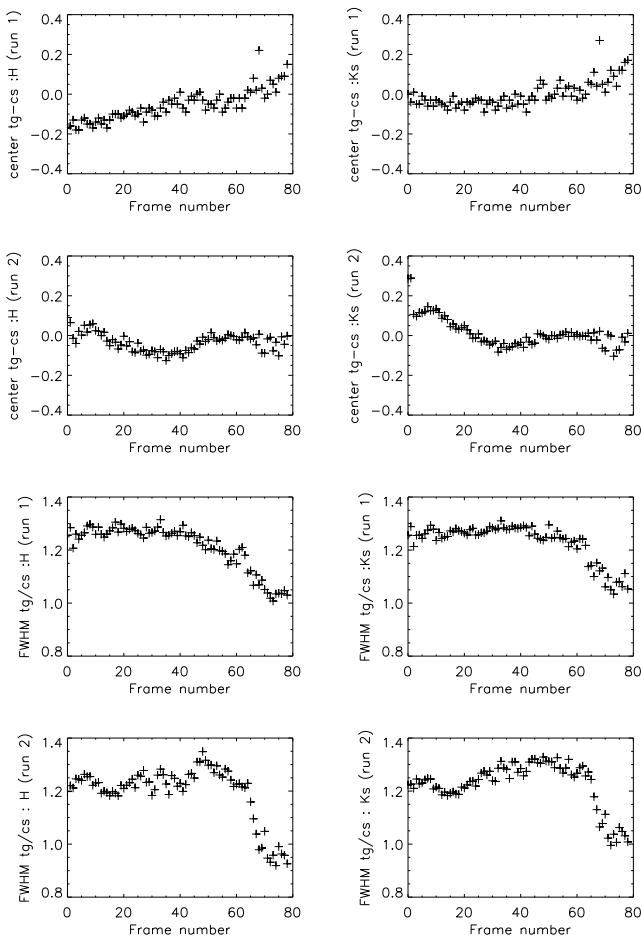 0.4
0.2
0.0
−0.2
−0.4
0 20 40 60 80
Frame number
center tg−cs :H (run 1)
0.4
0.2
0.0
−0.2
−0.4
0 20 40 60 80
Frame number
center tg−cs :Ks (run 1)
0.4
0.2
0.0
−0.2
−0.4
0 20 40 60 80
Frame number
center tg−cs :H (run 2)
0.4
0.2
0.0
−0.2
−0.4
0 20 40 60 80
Frame number
center tg−cs :Ks (run 2)
1.4
1.2
1.0
0.8
0 20 40 60 80
Frame number
FWHM tg/cs :H (run 1)
1.4
1.2
1.0
0.8
0 20 40 60 80
Frame number
FWHM tg/cs :Ks (run 1)
1.4
1.2
1.0
0.8
0 20 40 60 80
Frame number
FWHM tg/cs : H (run 2)
1.4
1.2
1.0
0.8
0 20 40 60 80
Frame number
FWHM tg/cs : Ks (run 2)